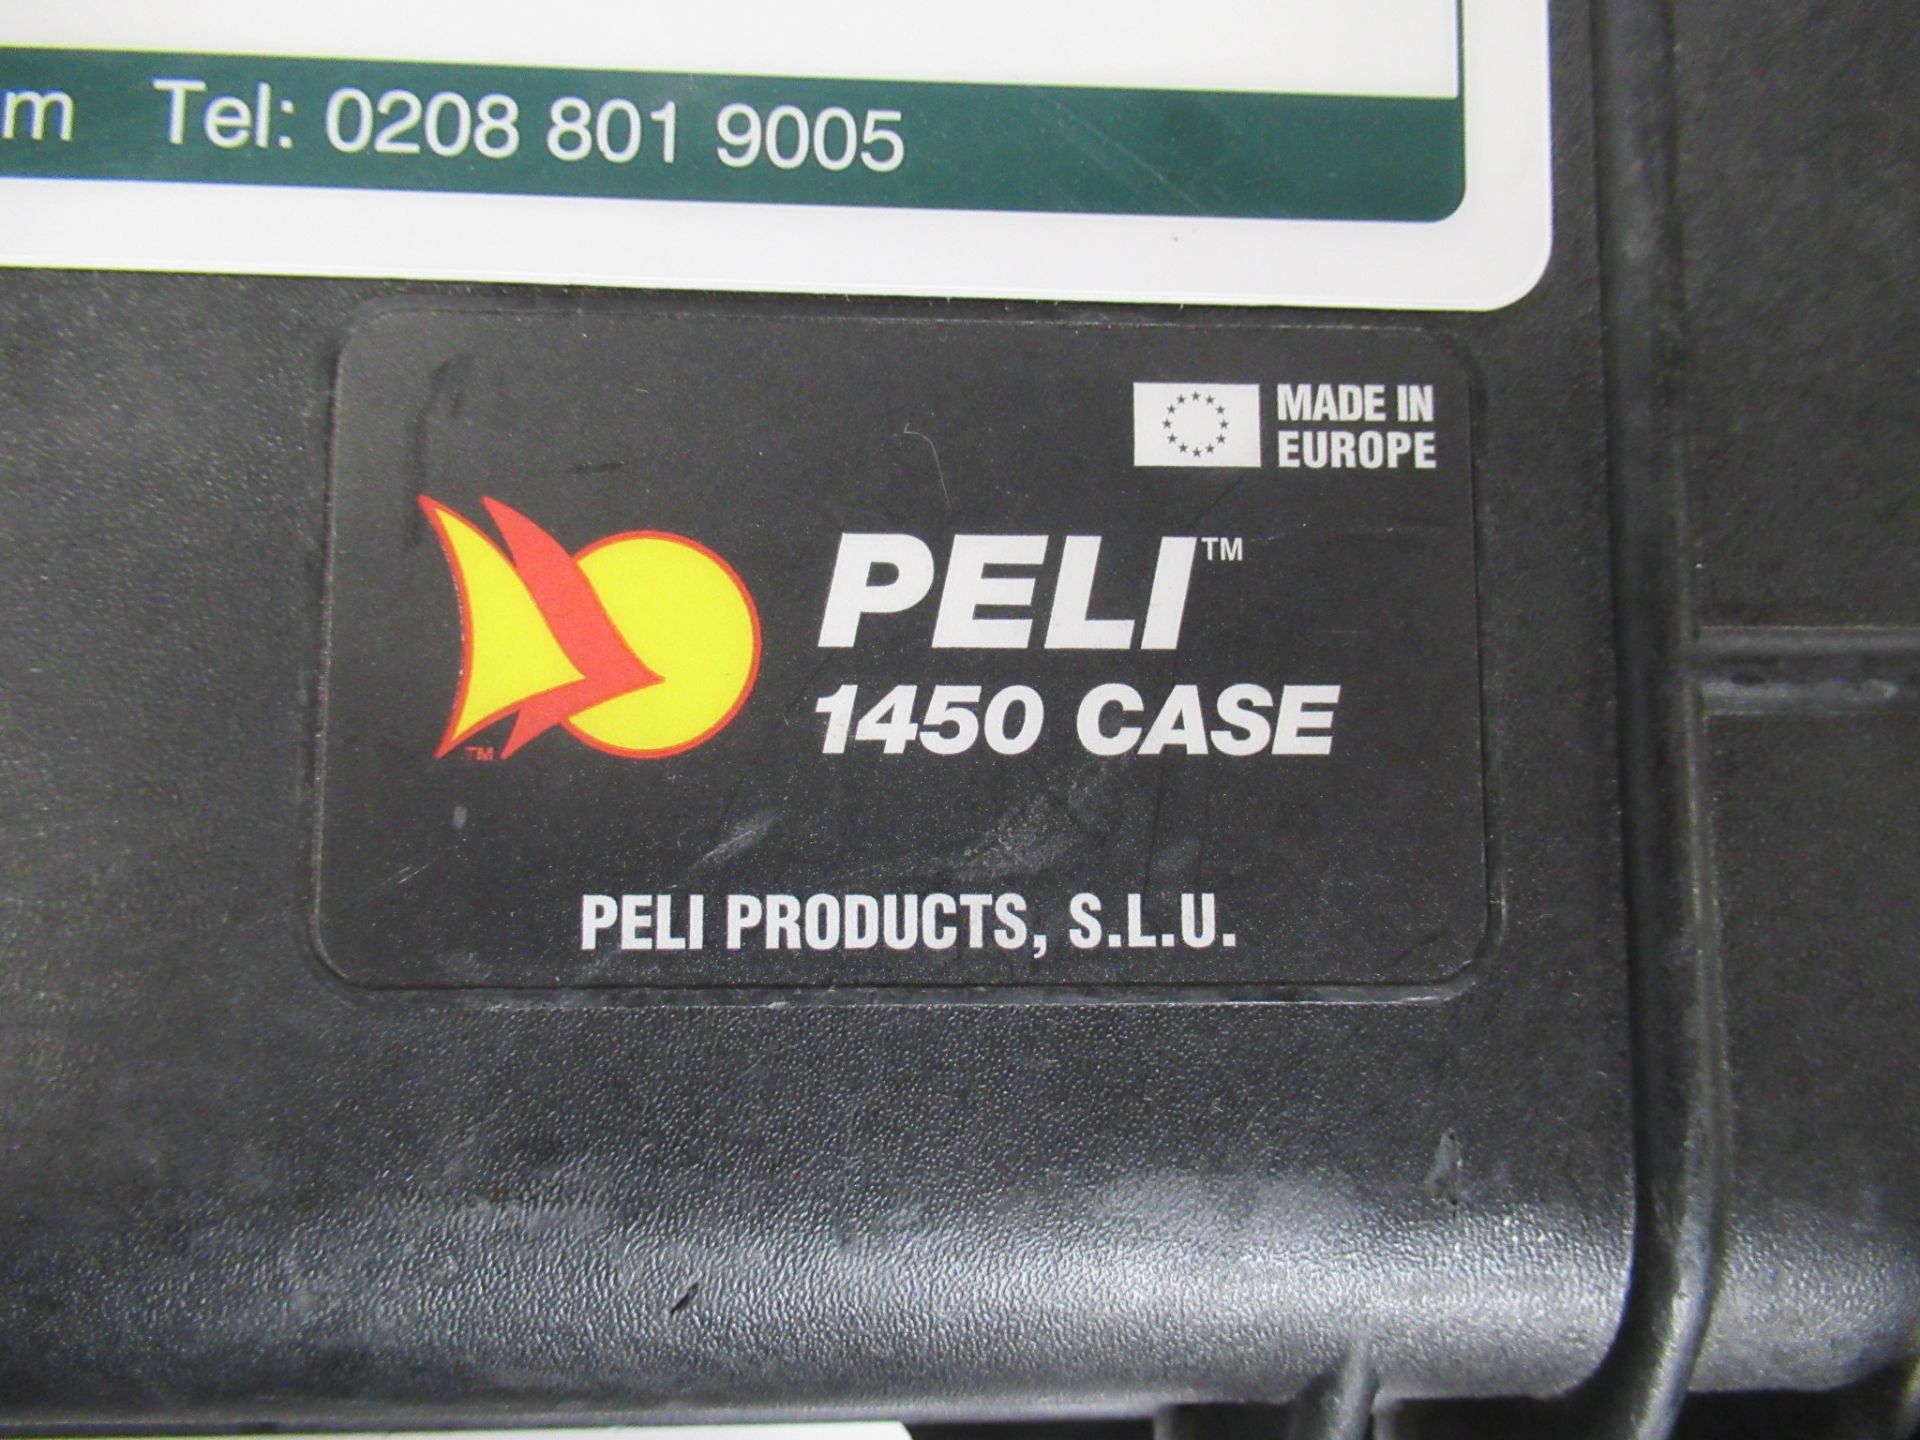 m Tel: 0208 801 9005
MADE IN
EUROPE
PELI™
1450 CASE
TM
PELI PRODUCTS, S.L.U.